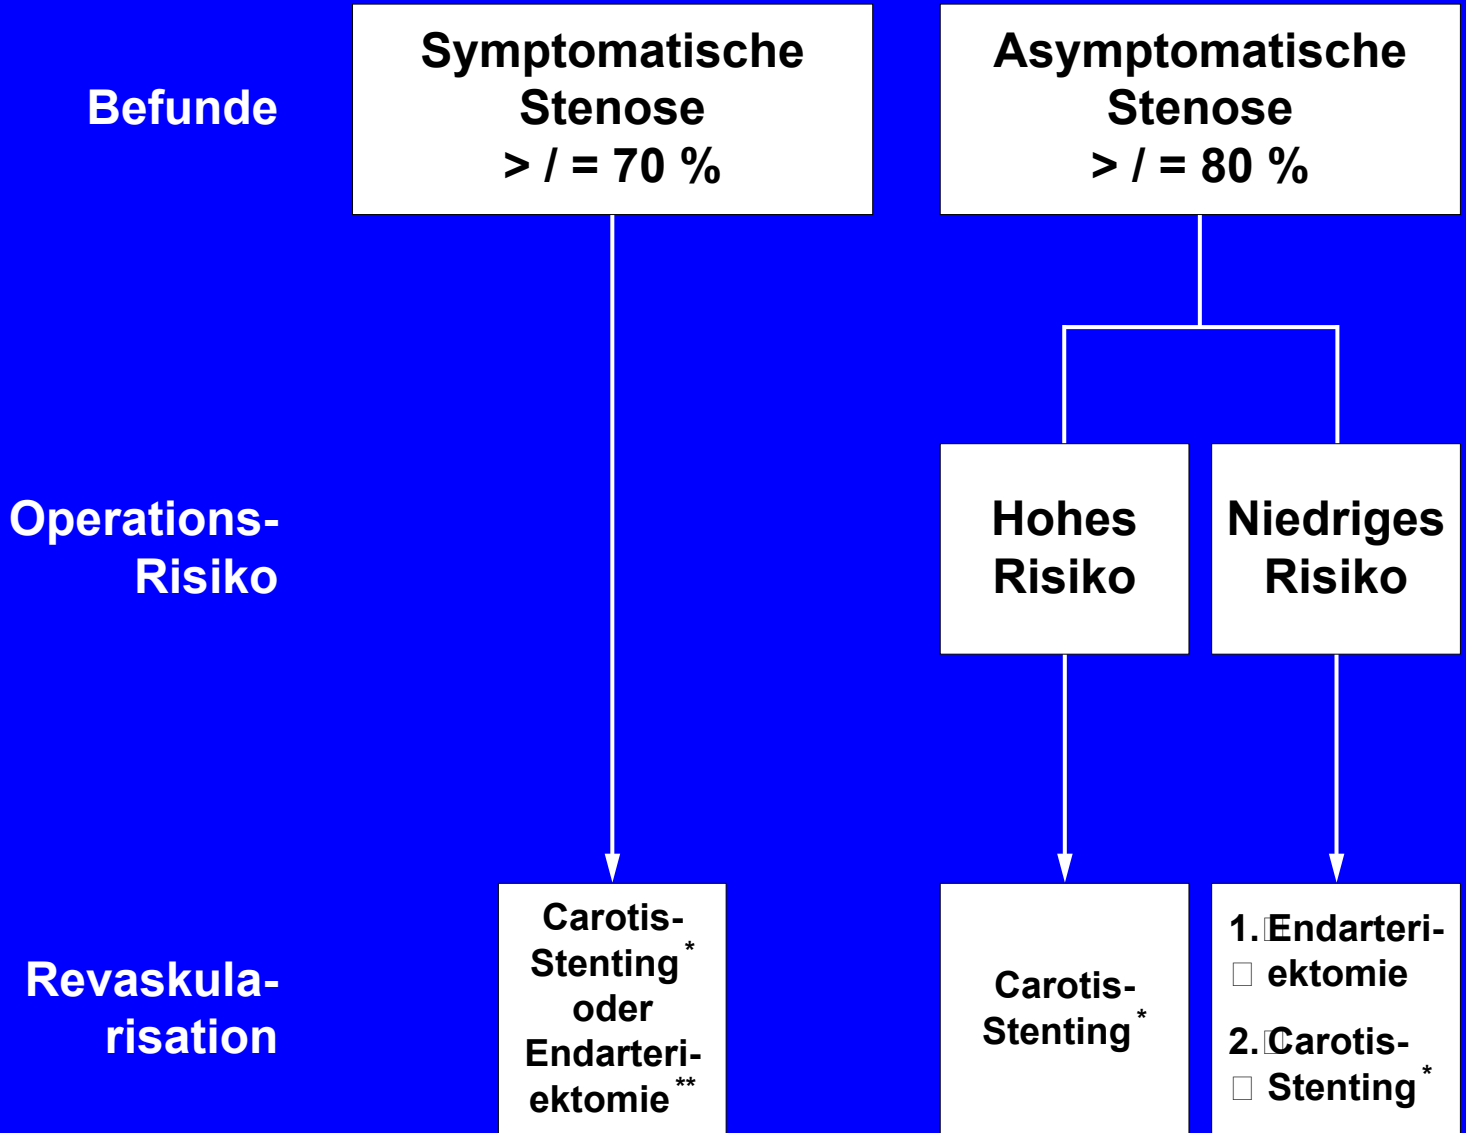 Befunde
Symptomatische
Stenose
> / = 70 %
Asymptomatische
Stenose
> / = 80 %
Operations-
Risiko
Hohes
Risiko
Niedriges
Risiko
Revaskula-
risation
Carotis-
Stenting*
oder
Endarteri-
ektomie**
Carotis-
Stenting*
1. Endarteri-
ektomie
2. Carotis-
Stenting*